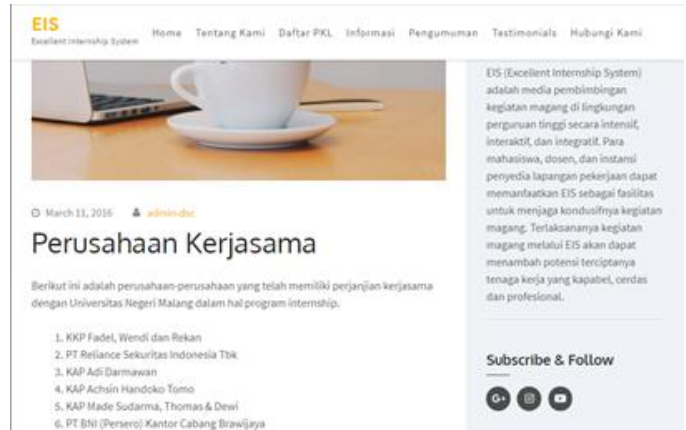 EIS
Excellent Internship System
Home Tentang Kami Daftar PKL Informasi Pengumuman Testimonials Hubungi Kami
March 11, 2016 admin-dsc
Perusahaan Kerjasama
Berikut ini adalah perusahaan-perusahaan yang telah memiliki perjanjian kerjasama
dengan Universitas Negeri Malang dalam hal program internship.
1. KKP Fadel, Wendi dan Rekan
2. PT Reliance Sekuritas Indonesia Tbk
3. KAP Adi Darmawan
4. KAP Achsin Handoko Tomo
5. KAP Made Sudarma, Thomas & Dewi
6. PT BNI (Persero) Kantor Cabang Brawijaya
EIS (Excellent Internship System)
adalah media pembimbingan
kegiatan magang di lingkungan
perguruan tinggi secara intensif,
interaktif, dan integratif. Para
mahasiswa, dosen, dan instansi
penyedia lapangan pekerjaan dapat
memanfaatkan EIS sebagai fasilitas
untuk menjaga kondusifnya kegiatan
magang. Terlaksananya kegiatan
magang melalui EIS akan dapat
menambah potensi terciptanya
tenaga kerja yang kapabel, cerdas
dan profesional.
Subscribe & Follow
G+